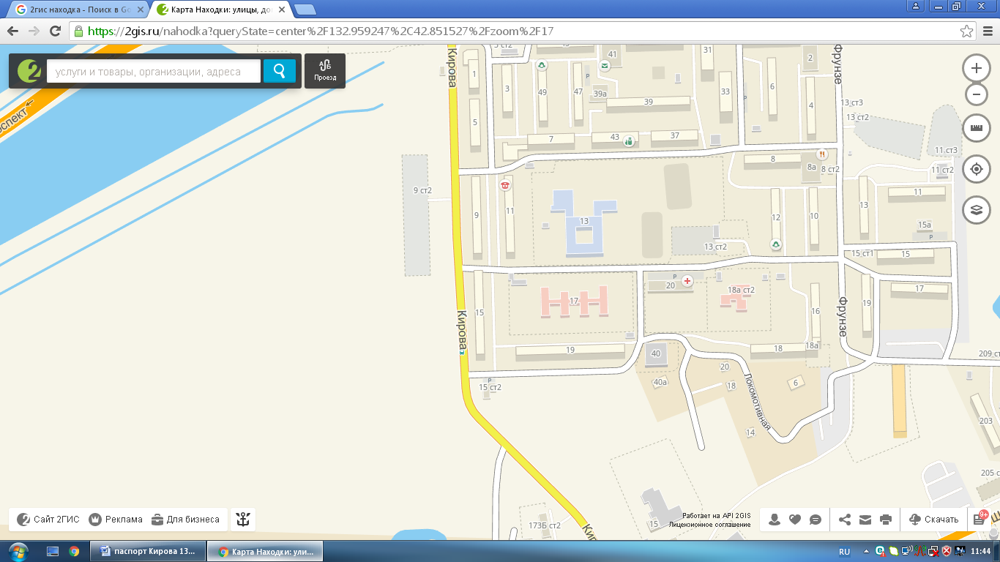 2гис находка - Поиск в Go
Карта Находки: улицы, до
https://2gis.ru/nahodka?queryState=center%2F132.959247%2C42.851527%2Fzoom%2F17
услуги и товары, организации, адреса
Проезд
спект
Кирова
Фрунзе
3 ст2
1
3
49
47
41
39а
39
31
33
6
2
4
13 ст3
13 ст2
5
7
43
37
8
8а
8 ст2
11 ст3
11 ст2
9 ст2
9
11
13
12
10
13
11
15а
P
13 ст2
15 ст1
15
P
20
18а ст2
17
15
Кирова
16
Фрунзе
19
17
19
40
18
18а
209 ст
P
15 ст2
40а
20
18
Локомотивная
6
14
203
205 ст
173Б ст2
15
Сайт 2ГИС
Реклама
Для бизнеса
Работает на API 2GIS
Лицензионное соглашение
Скачать
9+
паспорт Кирова 13...
Карта Находки: ули...
RU
11:44